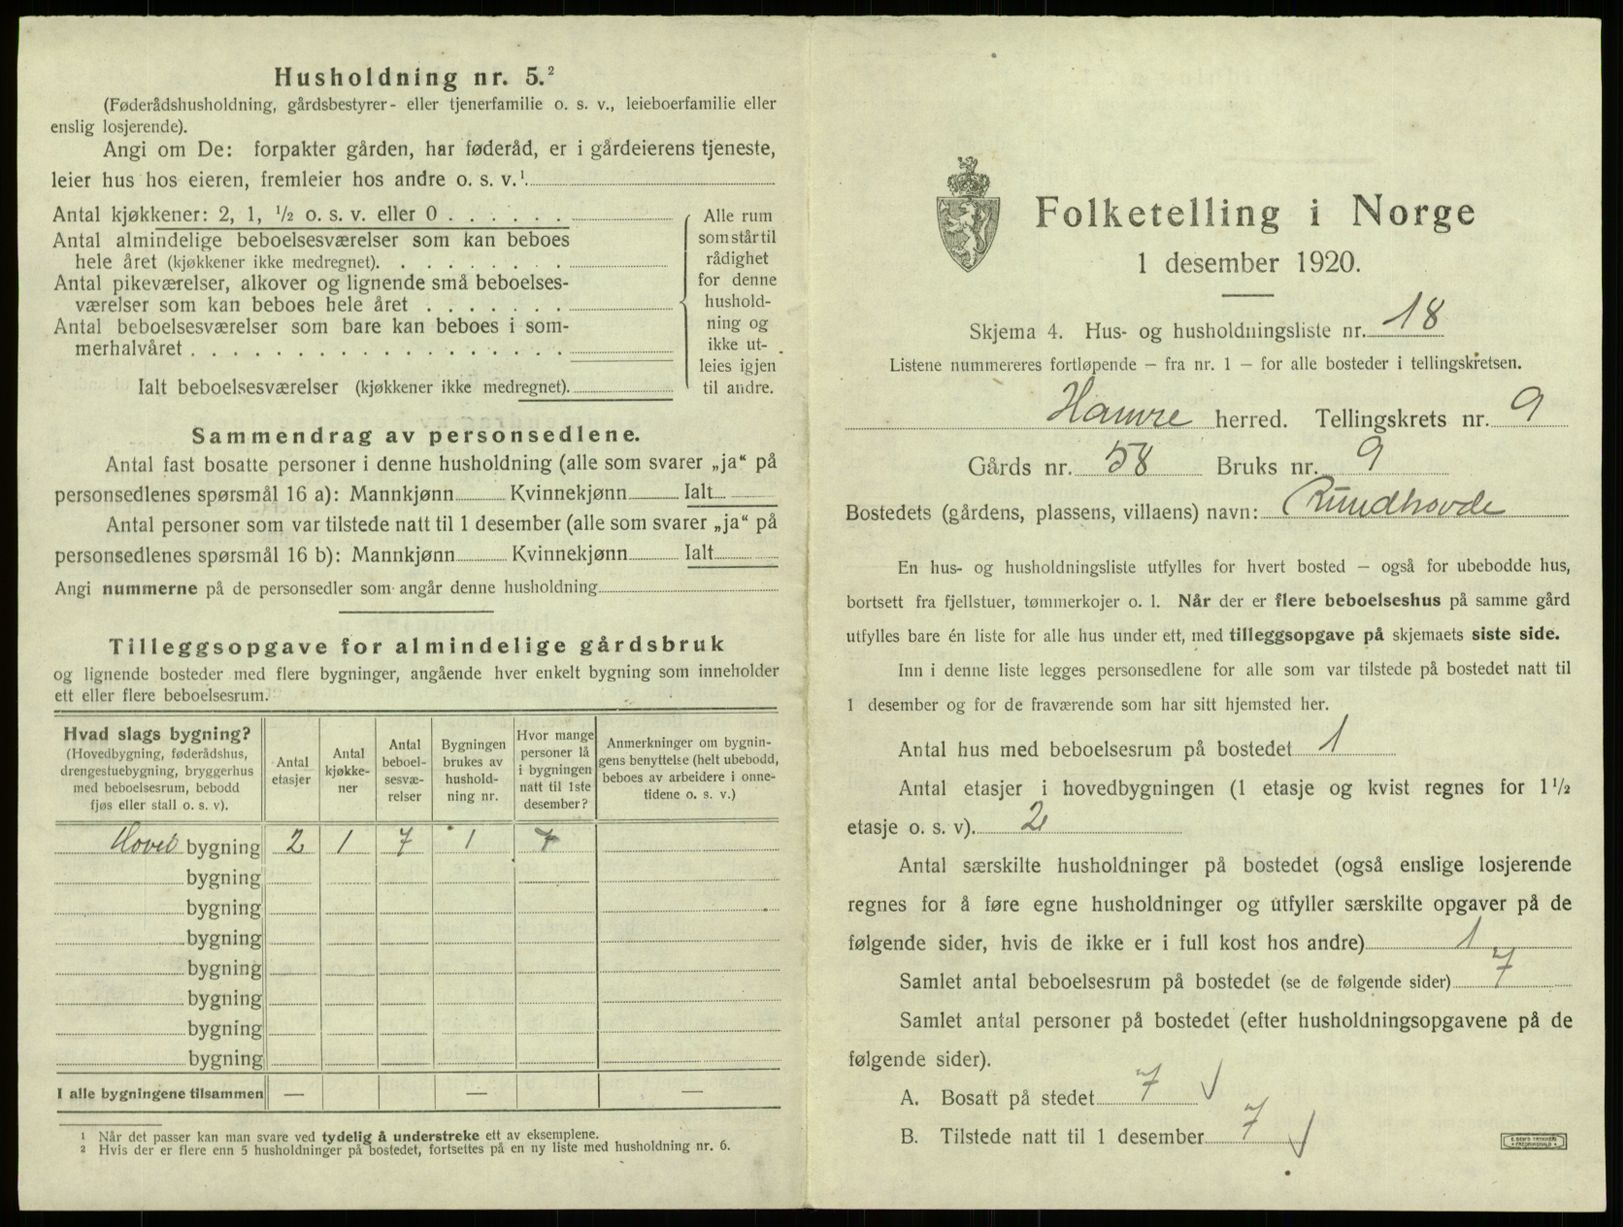 Husholdning nr. 5.²
(Føderådshusholdning, gårdsbestyrer- eller tjenerfamilie o. s. v., leieboerfamilie eller
enslig losjerende).
Angi om De: forpakter gården, har føderåd, er i gårdeierens tjeneste,
leier hus hos eieren, fremleier hos andre o. s. v.¹
Antal kjøkkener: 2, 1, ½ o. s. v. eller 0
Antal almindelige beboelsesværelser som kan beboes
hele året (kjøkkener ikke medregnet)
Antal pikeværelser, alkover og lignende små beboelses-
værelser som kan beboes hele året
Antal beboelsesværelser som bare kan beboes i som-
merhalvåret
Ialt beboelsesværelser (kjøkkener ikke medregnet)
Alle rum
som står til
rådighet
for denne
hushold-
ning og
ikke ut-
leies igjen
til andre.
Sammendrag av personsedlene.
Antal fast bosatte personer i denne husholdning (alle som svarer „ja“ på
personsedlenes spørsmål 16 a): Mannkjønn Kvinnekjønn Ialt
Antal personer som var tilstede natt til 1 desember (alle som svarer „ja“ på
personsedlenes spørsmål 16 b): Mannkjønn Kvinnekjønn Ialt
Angi nummerne på de personsedler som angår denne husholdning
Tilleggsopgave for almindelige gårdsbruk
og lignende bosteder med flere bygninger, angående hver enkelt bygning som inneholder
ett eller flere beboelsesrum.
Hvad slags bygning?
(Hovedbygning, føderådshus,
drengestuebygning, bryggerhus
med beboelsesrum, bebodd
fjøs eller stall o. s. v).
Antal
etasjer
Antal
kjøkke-
ner
Antal
beboel-
sesvæ-
relser
Bygningen
brukes av
hushold-
ning nr.
Hvor mange
personer lå
i bygningen
natt til 1ste
desember?
Anmerkninger om bygnin-
gens benyttelse (helt ubebodd,
beboes av arbeidere i onne-
tidene o. s. v.)
Hoved bygning 2 1 7 1 7
bygning
bygning
bygning
bygning
bygning
bygning
bygning
I alle bygningene tilsammen — — —
¹ Når det passer kan man svare ved tydelig å understreke ett av eksemplene.
² Hvis der er flere enn 5 husholdninger på bostedet, fortsettes på en ny liste med husholdning nr. 6.
Folketelling i Norge
1 desember 1920.
Skjema 4. Hus- og husholdningsliste nr. 18
Listene nummereres fortløpende — fra nr. 1 — for alle bosteder i tellingskretsen.
Hamre herred. Tellingskrets nr. 9
Gårds nr. 58 Bruks nr. 9
Bostedets (gårdens, plassens, villaens) navn: Rundhovde
En hus- og husholdningsliste utfylles for hvert bosted — også for ubebodde hus,
bortsett fra fjellstuer, tømmerkojer o. l. Når der er flere beboelseshus på samme gård
utfylles bare én liste for alle hus under ett, med tilleggsopgave på skjemaets siste side.
Inn i denne liste legges personsedlene for alle som var tilstede på bostedet natt til
1 desember og for de fraværende som har sitt hjemsted her.
Antal hus med beboelsesrum på bostedet 1
Antal etasjer i hovedbygningen (1 etasje og kvist regnes for 1½
etasje o. s. v). 2
Antal særskilte husholdninger på bostedet (også enslige losjerende
regnes for å føre egne husholdninger og utfyller særskilte opgaver på de
følgende sider, hvis de ikke er i full kost hos andre) 1
Samlet antal beboelsesrum på bostedet (se de følgende sider) 7
Samlet antal personer på bostedet (efter husholdningsopgavene på de
følgende sider).
A. Bosatt på stedet 7
B. Tilstede natt til 1 desember 7